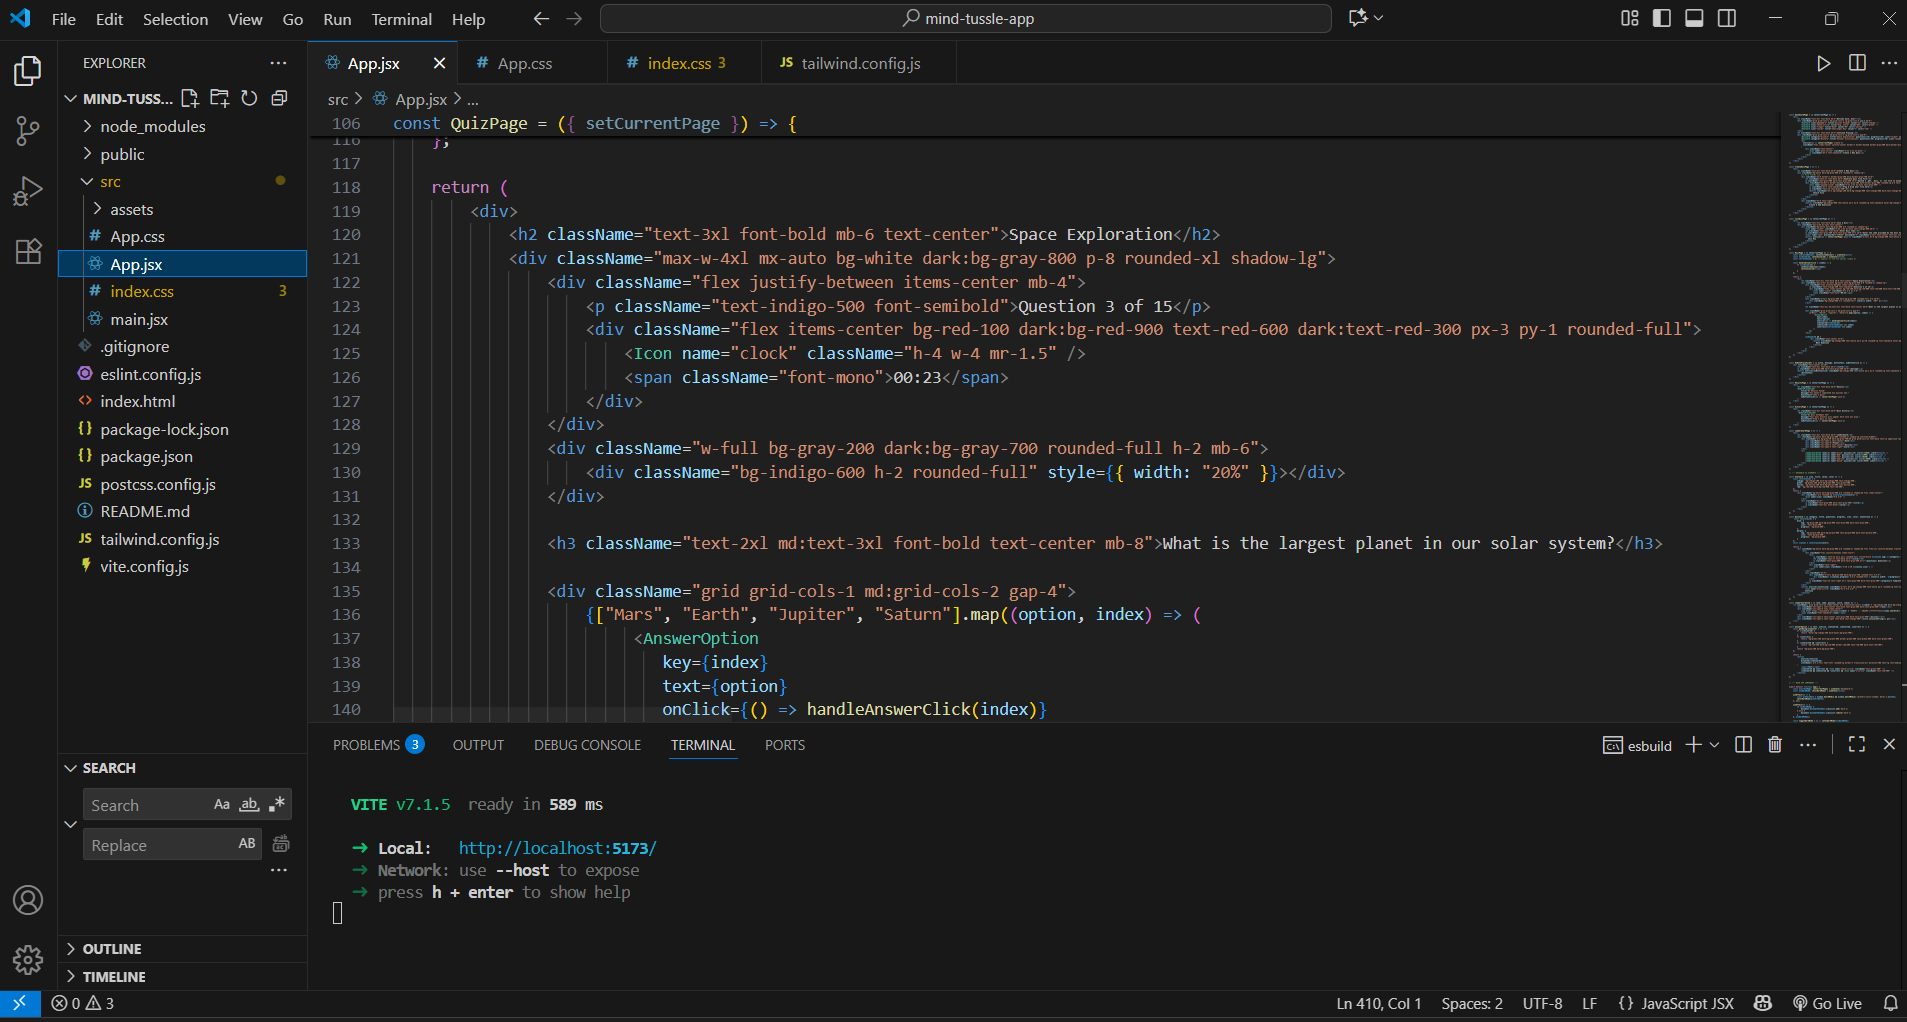 File Edit Selection View Go Run Terminal Help
mind-tussle-app
EXPLORER
MIND-TUSS...
node_modules
public
src
assets
# App.css
App.jsx
# index.css 3
main.jsx
.gitignore
eslint.config.js
<> index.html
{} package-lock.json
{} package.json
JS postcss.config.js
README.md
JS tailwind.config.js
vite.config.js
SEARCH
Search Aa ab .*
Replace AB
OUTLINE
TIMELINE
App.jsx
# App.css
# index.css 3
JS tailwind.config.js
src > App.jsx > ...
106 const QuizPage = ({ setCurrentPage }) => {
116 };
117
118 return (
119 <div>
120 <h2 className="text-3xl font-bold mb-6 text-center">Space Exploration</h2>
121 <div className="max-w-4xl mx-auto bg-white dark:bg-gray-800 p-8 rounded-xl shadow-lg">
122 <div className="flex justify-between items-center mb-4">
123 <p className="text-indigo-500 font-semibold">Question 3 of 15</p>
124 <div className="flex items-center bg-red-100 dark:bg-red-900 text-red-600 dark:text-red-300 px-3 py-1 rounded-full">
125 <Icon name="clock" className="h-4 w-4 mr-1.5" />
126 <span className="font-mono">00:23</span>
127 </div>
128 </div>
129 <div className="w-full bg-gray-200 dark:bg-gray-700 rounded-full h-2 mb-6">
130 <div className="bg-indigo-600 h-2 rounded-full" style={{ width: "20%" }}></div>
131 </div>
132
133 <h3 className="text-2xl md:text-3xl font-bold text-center mb-8">What is the largest planet in our solar system?</h3>
134
135 <div className="grid grid-cols-1 md:grid-cols-2 gap-4">
136 {["Mars", "Earth", "Jupiter", "Saturn"].map((option, index) => (
137 <AnswerOption
138 key={index}
139 text={option}
140 onClick={() => handleAnswerClick(index)}
PROBLEMS 3 OUTPUT DEBUG CONSOLE TERMINAL PORTS
esbuild
VITE v7.1.5 ready in 589 ms
➜ Local: http://localhost:5173/
➜ Network: use --host to expose
➜ press h + enter to show help
0 3
Ln 410, Col 1 Spaces: 2 UTF-8 LF {} JavaScript JSX Go Live